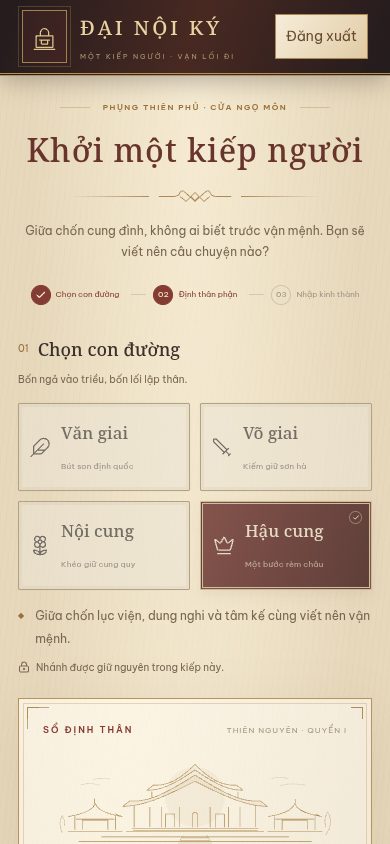 ĐẠI NỘI KÝ
MỘT KIẾP NGƯỜI · VẠN LỐI ĐI
Đăng xuất
PHỤNG THIÊN PHỦ · CỬA NGỌ MÔN
Khởi một kiếp người
Giữa chốn cung đình, không ai biết trước vận mệnh. Bạn sẽ
viết nên câu chuyện nào?
Chọn con đường
02 Định thân phận
03 Nhập kinh thành
01 Chọn con đường
Bốn ngả vào triều, bốn lối lập thân.
Văn giai
Bút son định quốc
Võ giai
Kiếm giữ sơn hà
Nội cung
Khéo giữ cung quy
Hậu cung
Một bước rèm châu
Giữa chốn lục viện, dung nghi và tâm kế cùng viết nên vận
mệnh.
Nhánh được giữ nguyên trong kiếp này.
SỔ ĐỊNH THÂN
THIÊN NGUYÊN · QUYỂN I